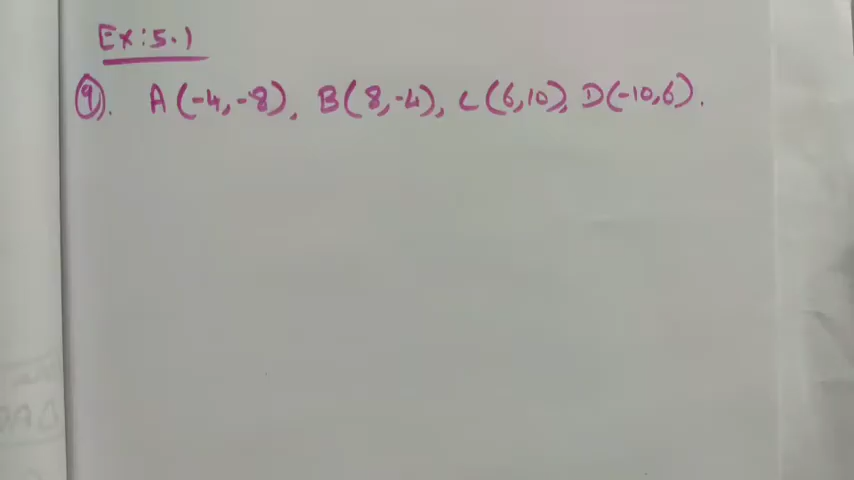 Ex:5.1
9). A(-4,-8), B(8,-4), C(6,10), D(-10,6).